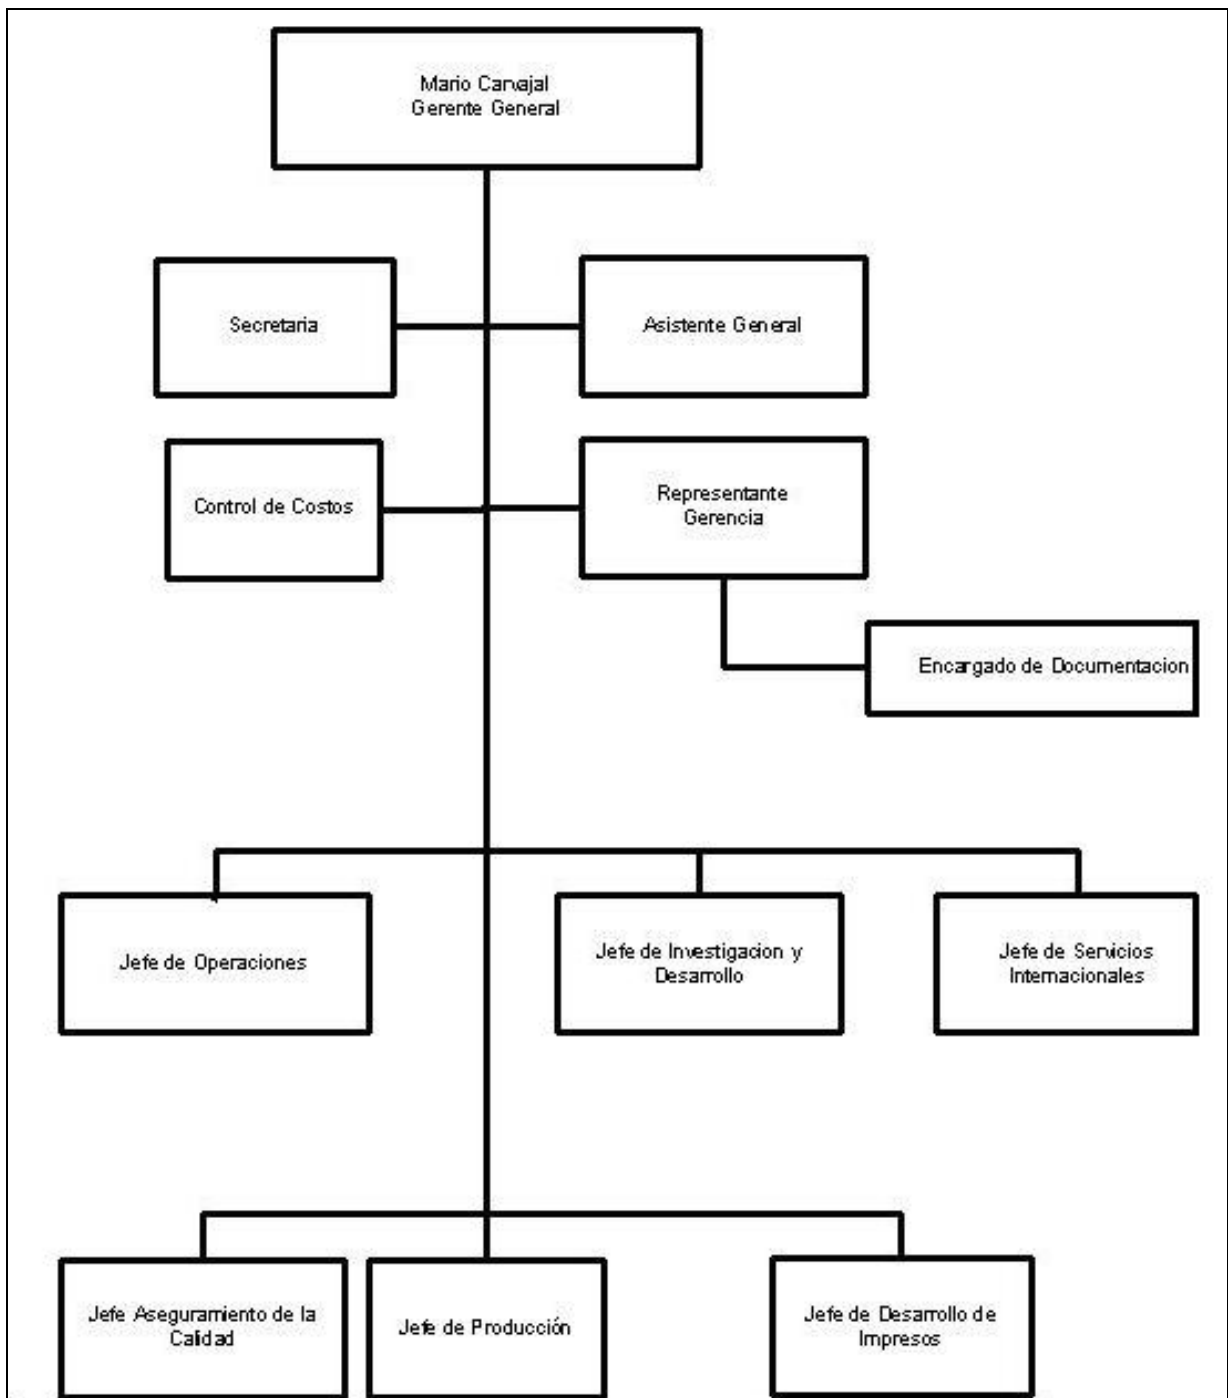 Mario Carvajal
Gerente General
Secretaria
Asistente General
Control de Costos
Representante
Gerencia
Encargado de Documentacion
Jefe de Operaciones
Jefe de Investigacion y
Desarrollo
Jefe de Servicios
Internacionales
Jefe Aseguramiento de la
Calidad
Jefe de Producción
Jefe de Desarrollo de
Impresos